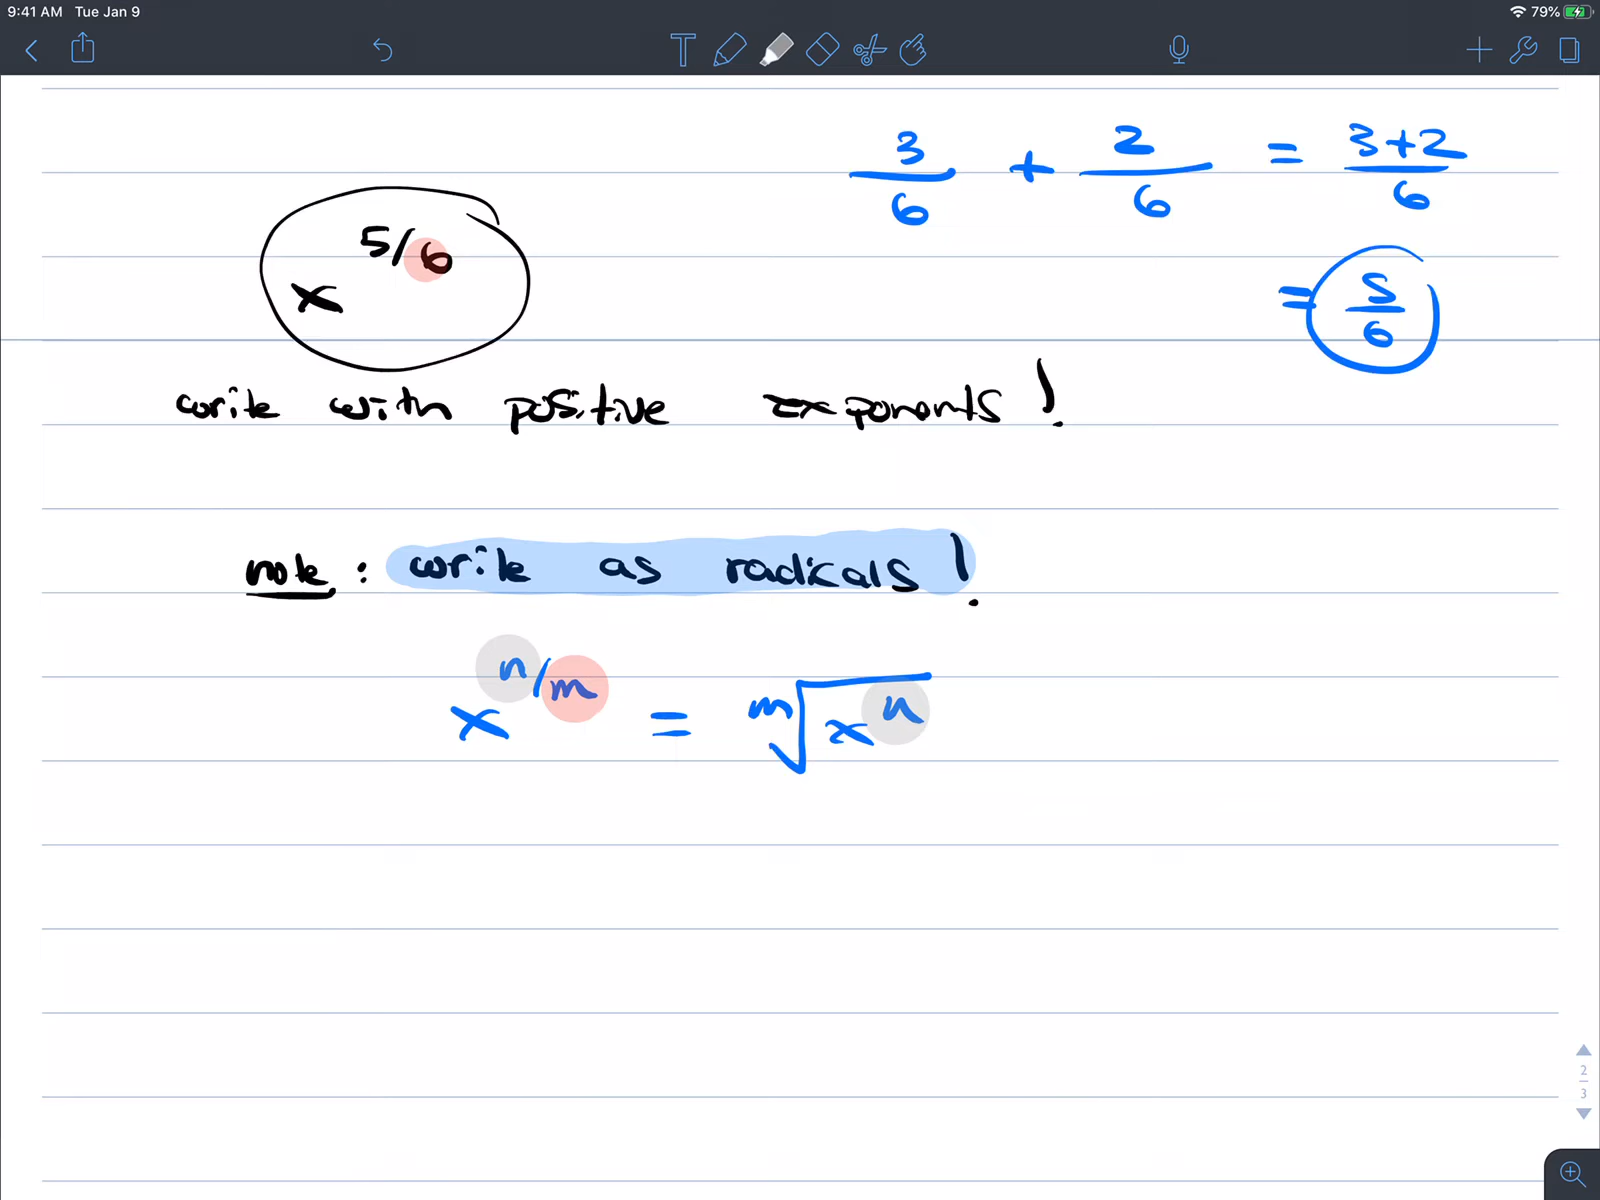 9:41 AM Tue Jan 9 79%
T
3/6 + 2/6 = 3+2/6
x^5/6
= 5/6
write with positive exponents!
note: write as radicals!
x^n/m = m√x^n
2
3